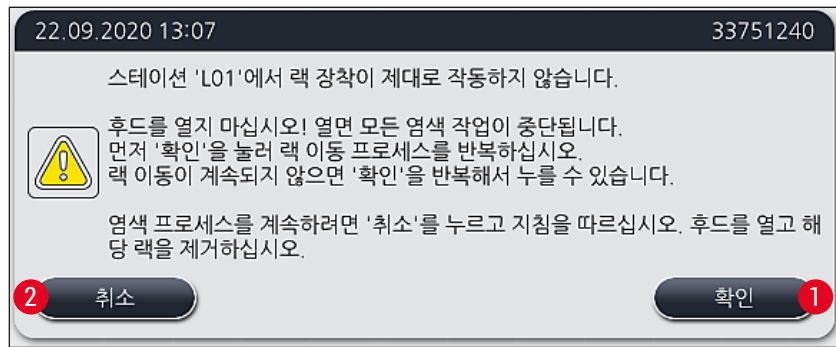 22.09.2020 13:07 33751240
스테이션 'L01'에서 랙 장착이 제대로 작동하지 않습니다.
후드를 열지 마십시오! 열면 모든 염색 작업이 중단됩니다.
먼저 '확인'을 눌러 랙 이동 프로세스를 반복하십시오.
랙 이동이 계속되지 않으면 '확인'을 반복해서 누를 수 있습니다.
염색 프로세스를 계속하려면 '취소'를 누르고 지침을 따르십시오. 후드를 열고 해
당 랙을 제거하십시오.
2 취소 확인 1